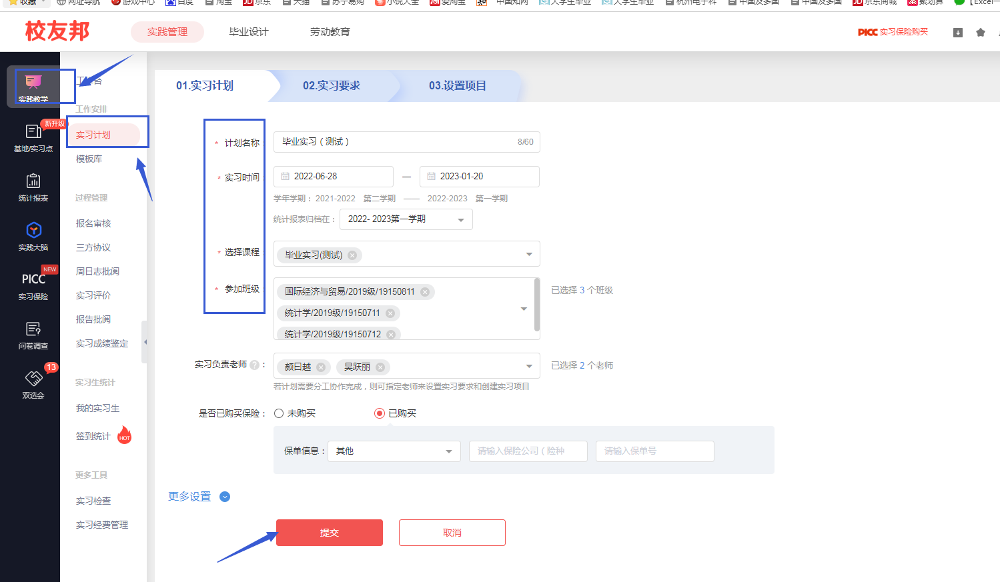 收藏 网址导航 游戏中心 百度 淘宝 京东 天猫 苏宁易购 小说大全 爱淘宝 中国知网 大学生毕业 大学生毕业 杭州电子科 中国及多国 中国及多国 京东商城 聚划算 【Excel一
校友邦 实践管理 毕业设计 劳动教育 PICC 实习保险购买
实践教学
新升级
基地/实习点
统计报表
实践大脑
PICC NEW
实习保险
问卷调查
13
双选会
工作台
工作安排
实习计划
模板库
过程管理
报名审核
三方协议
周日志批阅
实习评价
报告批阅
实习成绩鉴定
实习生统计
我的实习生
签到统计 HOT
更多工具
实习检查
实习经费管理
01.实习计划 02.实习要求 03.设置项目
* 计划名称 : 毕业实习（测试） 8/60
* 实习时间 2022-06-28 — 2023-01-20
学年学期： 2021-2022 第二学期 —— 2022-2023 第一学期
统计报表归档在： 2022- 2023第一学期
* 选择课程 毕业实习(测试)
* 参加班级 国际经济与贸易/2019级/19150811 已选择 3 个班级
统计学/2019级/19150711
统计学/2019级/19150712
实习负责老师 ? : 颜日越 吴跃丽 已选择 2 个老师
若计划需要分工协作完成，则可指定老师来设置实习要求和创建实习项目
是否已购买保险： 未购买 已购买
保单信息： 其他 请输入保险公司（险种 请输入保单号
更多设置
提交 取消